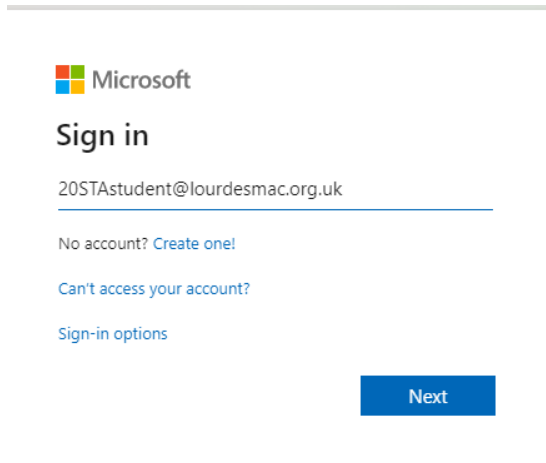 Microsoft
Sign in
20STAstudent@lourdesmac.org.uk
No account? Create one!
Can't access your account?
Sign-in options
Next